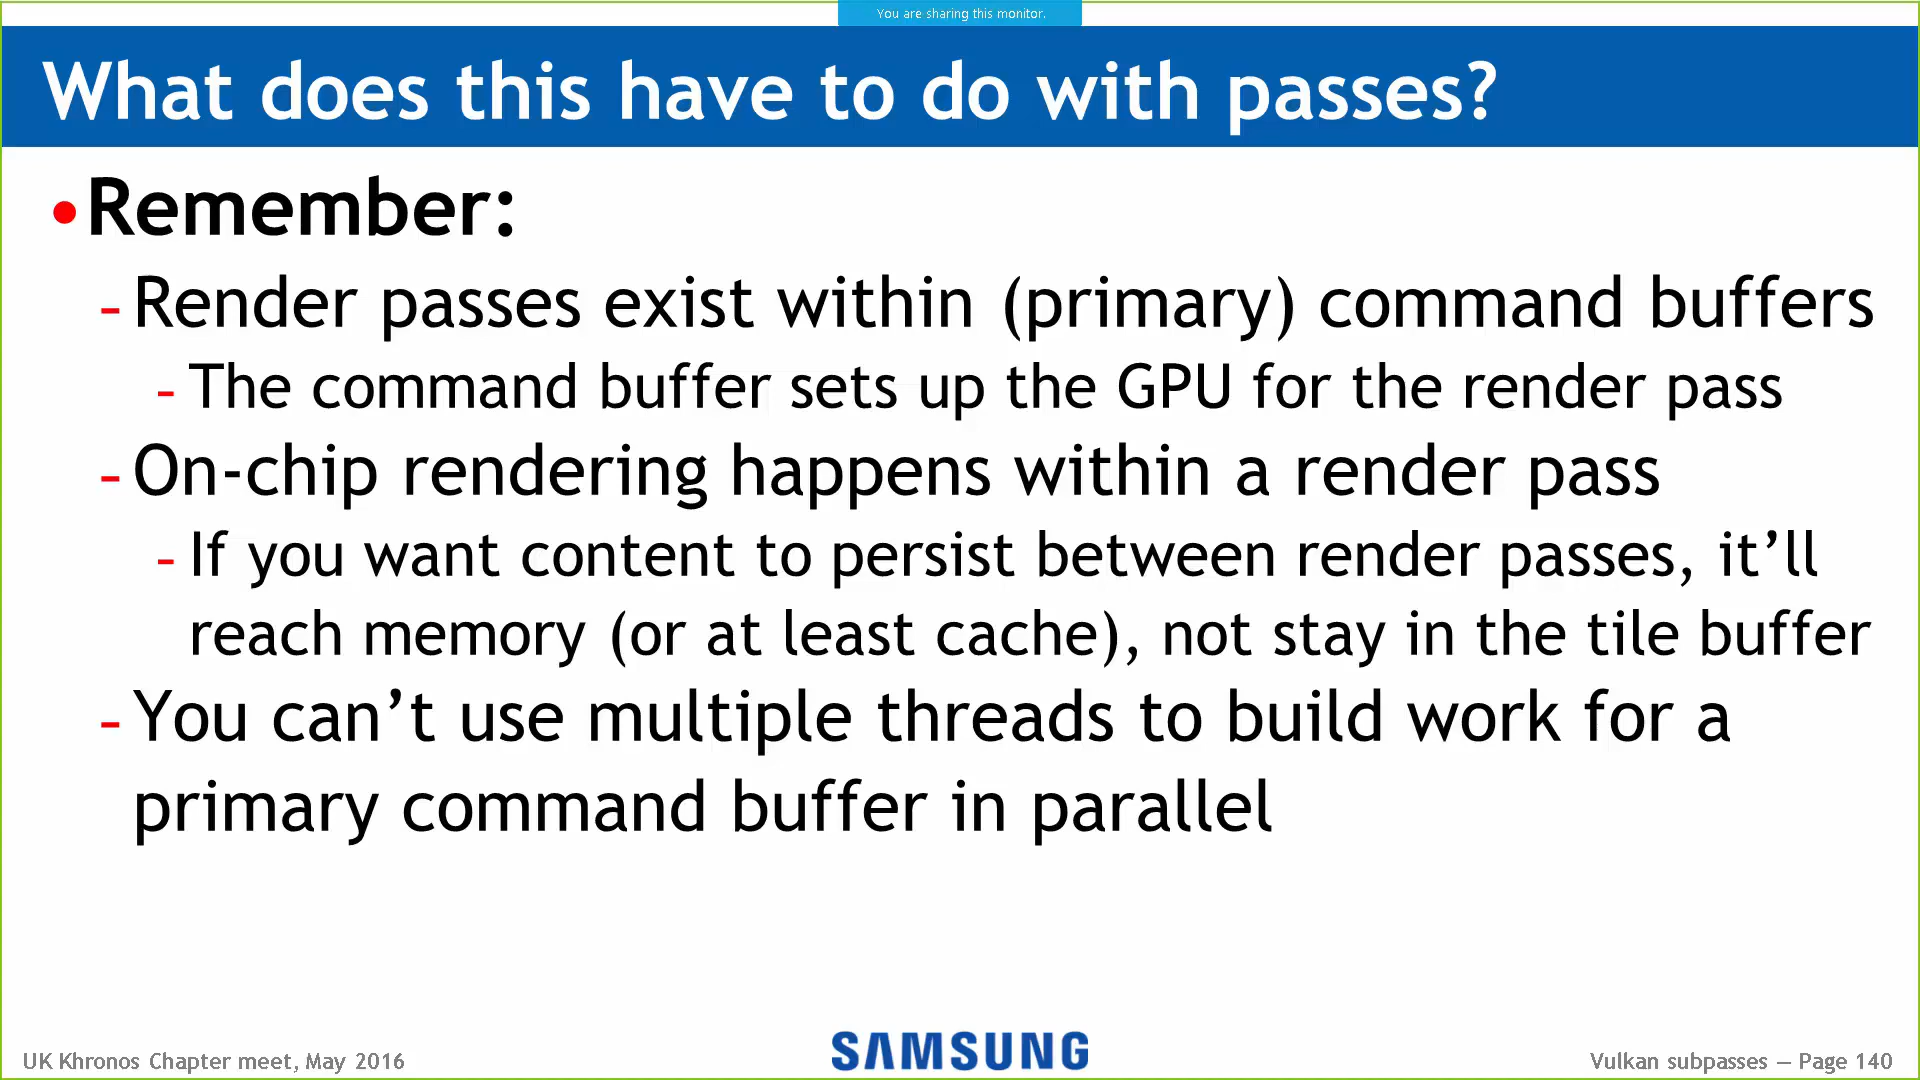 You are sharing this monitor.
What does this have to do with passes?
•Remember:
-Render passes exist within (primary) command buffers
-The command buffer sets up the GPU for the render pass
-On-chip rendering happens within a render pass
-If you want content to persist between render passes, it’ll
reach memory (or at least cache), not stay in the tile buffer
-You can’t use multiple threads to build work for a
primary command buffer in parallel
UK Khronos Chapter meet, May 2016
SAMSUNG
Vulkan subpasses — Page 140